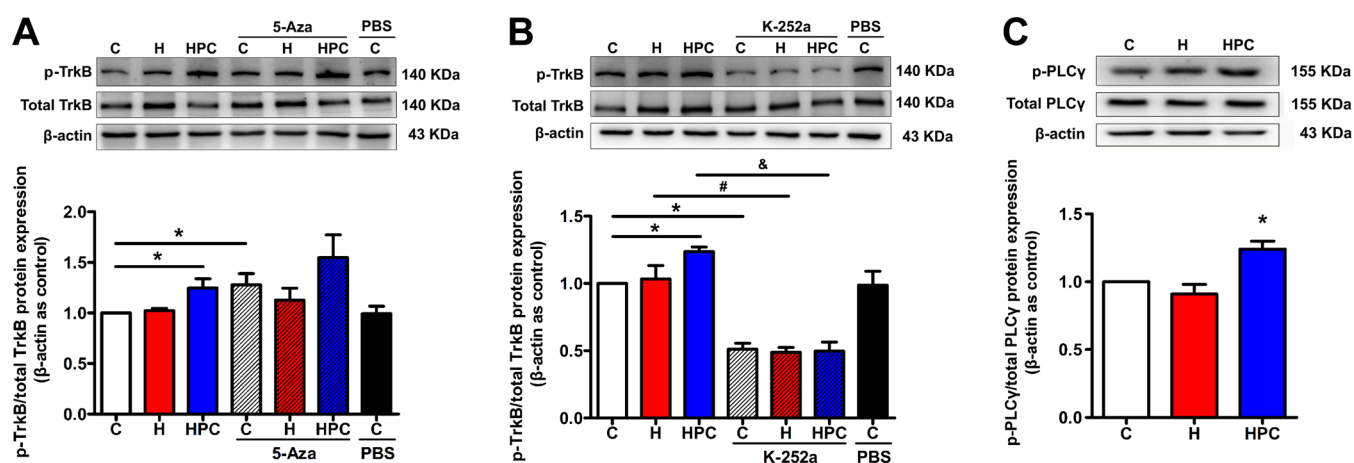 A
5-Aza PBS
C H HPC C H HPC C
p-TrkB 140 KDa
Total TrkB 140 KDa
β-actin 43 KDa
p-TrkB/total TrkB protein expression
(β-actin as control)
2.0
1.5
1.0
0.5
0.0
* *
C H HPC C H HPC C
5-Aza PBS
B
K-252a PBS
C H HPC C H HPC C
p-TrkB 140 KDa
Total TrkB 140 KDa
β-actin 43 KDa
p-TrkB/total TrkB protein expression
(β-actin as control)
1.5
1.0
0.5
0.0
&
#
*
*
C H HPC C H HPC C
K-252a PBS
C
C H HPC
p-PLCγ 155 KDa
Total PLCγ 155 KDa
β-actin 43 KDa
p-PLCγ/total PLCγ protein expression
(β-actin as control)
1.5
1.0
0.5
0.0
*
C H HPC